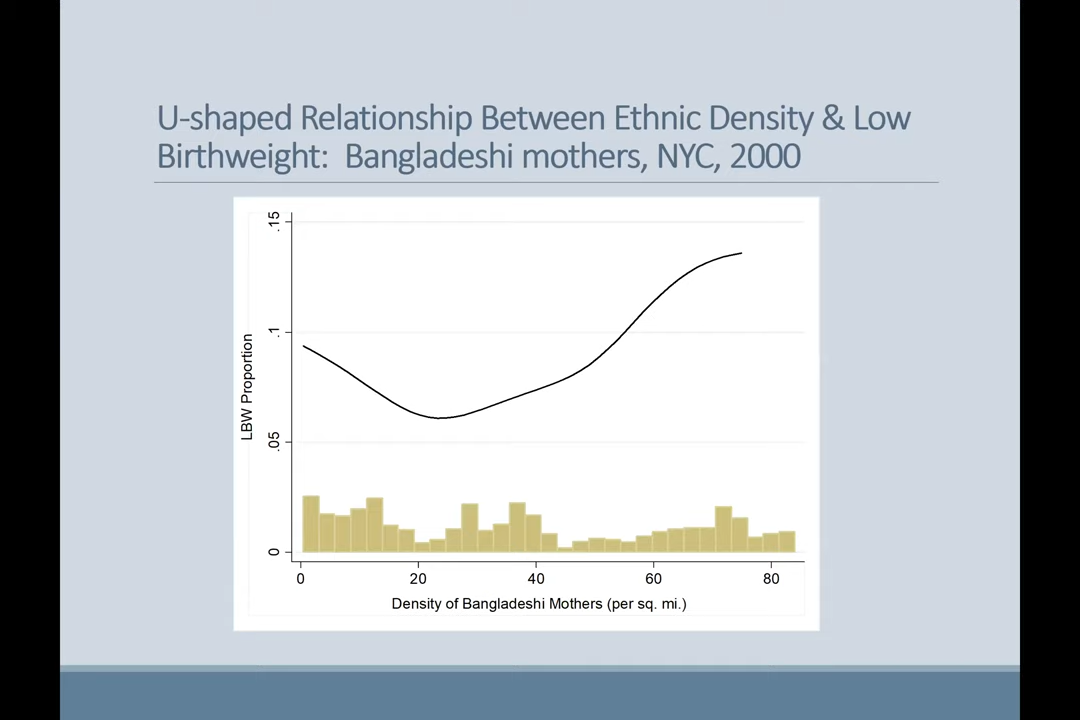 U-shaped Relationship Between Ethnic Density & Low
Birthweight:  Bangladeshi mothers, NYC, 2000
.15
.1
.05
0
LBW Proportion
0 20 40 60 80
Density of Bangladeshi Mothers (per sq. mi.)